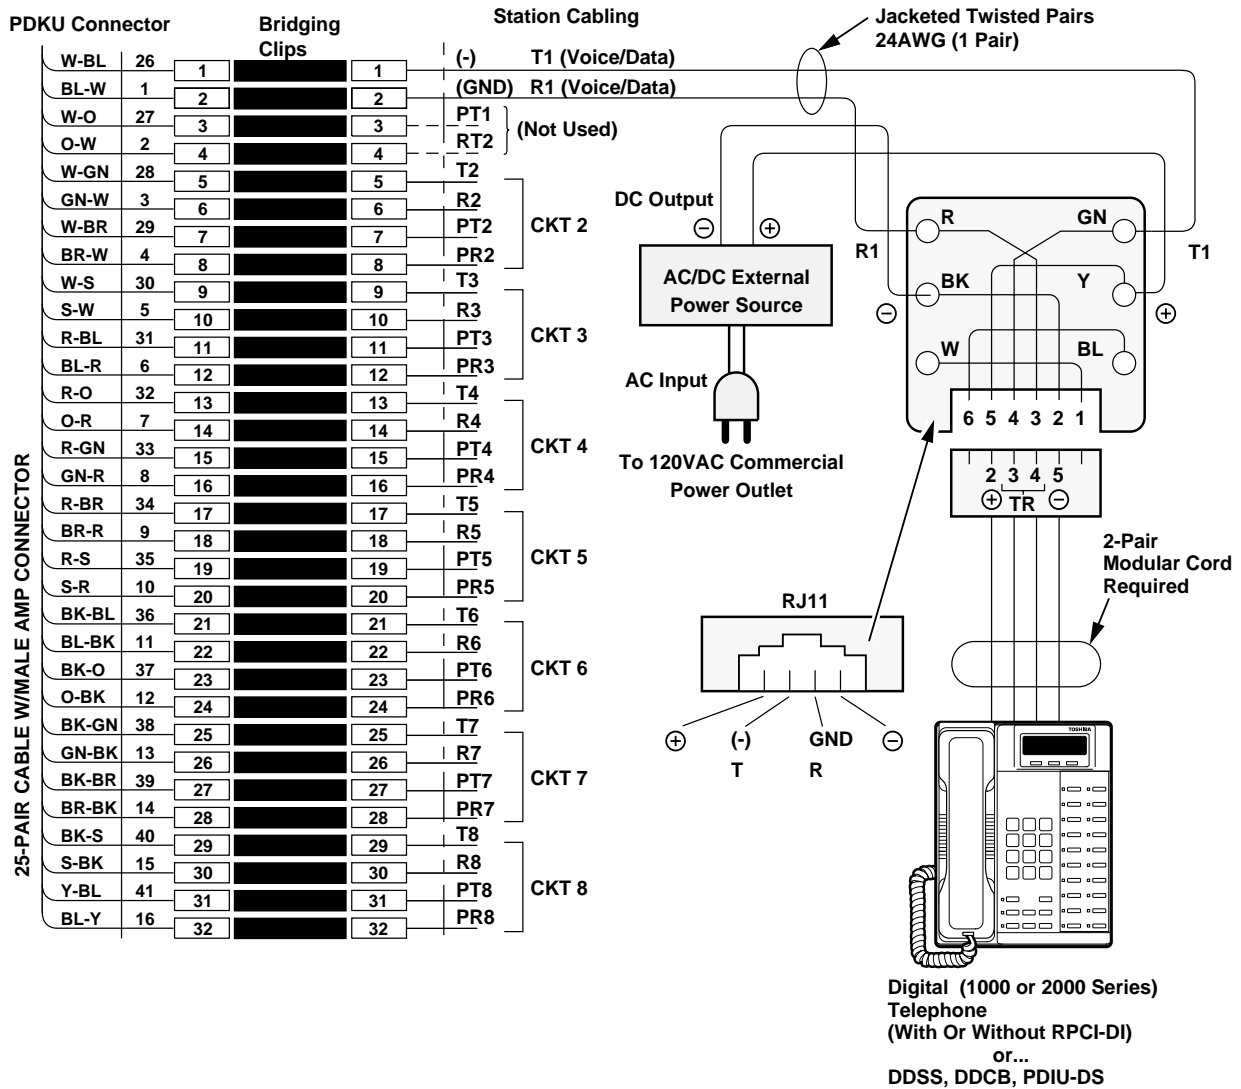 PDKU Connector
Bridging
Clips
Station Cabling
Jacketed Twisted Pairs
24AWG (1 Pair)
W-BL 26 1 1 (-) T1 (Voice/Data)
BL-W 1 2 2 (GND) R1 (Voice/Data)
W-O 27 3 3 PT1
O-W 2 4 4 RT2
(Not Used)
W-GN 28 5 5 T2
GN-W 3 6 6 R2
W-BR 29 7 7 PT2
BR-W 4 8 8 PR2
CKT 2
W-S 30 9 9 T3
S-W 5 10 10 R3
R-BL 31 11 11 PT3
BL-R 6 12 12 PR3
CKT 3
R-O 32 13 13 T4
O-R 7 14 14 R4
R-GN 33 15 15 PT4
GN-R 8 16 16 PR4
CKT 4
R-BR 34 17 17 T5
BR-R 9 18 18 R5
R-S 35 19 19 PT5
S-R 10 20 20 PR5
CKT 5
BK-BL 36 21 21 T6
BL-BK 11 22 22 R6
BK-O 37 23 23 PT6
O-BK 12 24 24 PR6
CKT 6
BK-GN 38 25 25 T7
GN-BK 13 26 26 R7
BK-BR 39 27 27 PT7
BR-BK 14 28 28 PR7
CKT 7
BK-S 40 29 29 T8
S-BK 15 30 30 R8
Y-BL 41 31 31 PT8
BL-Y 16 32 32 PR8
CKT 8
25-PAIR CABLE W/MALE AMP CONNECTOR
DC Output
- +
AC/DC External
Power Source
AC Input
To 120VAC Commercial
Power Outlet
R1
T1
R GN
BK Y
- +
W BL
6 5 4 3 2 1
2 3 4 5
+ TR -
2-Pair
Modular Cord
Required
RJ11
+ (-) GND -
T R
TOSHIBA
Digital (1000 or 2000 Series)
Telephone
(With Or Without RPCI-DI)
or...
DDSS, DDCB, PDIU-DS